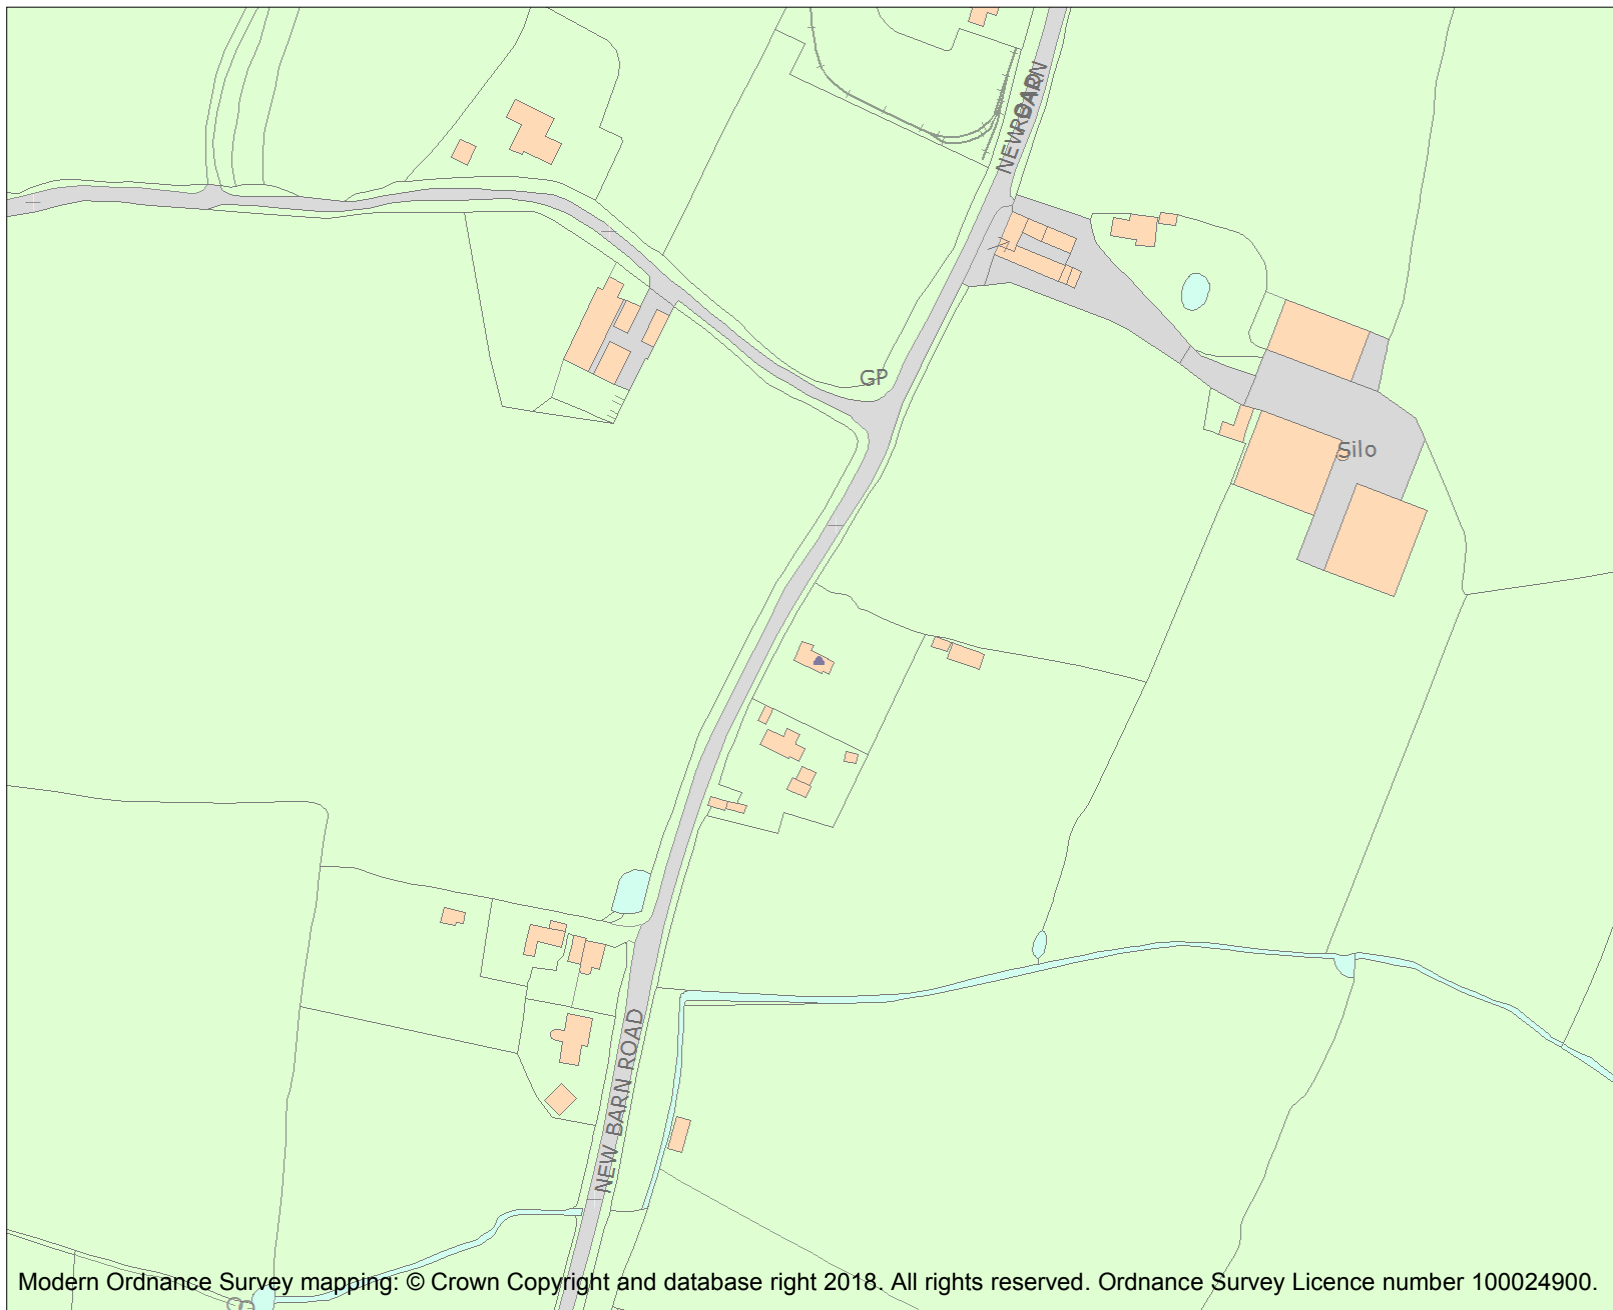 NEW BARN
ROAD
GP
Silo
NEW BARN ROAD
Modern Ordnance Survey mapping: © Crown Copyright and database right 2018. All rights reserved. Ordnance Survey Licence number 100024900.